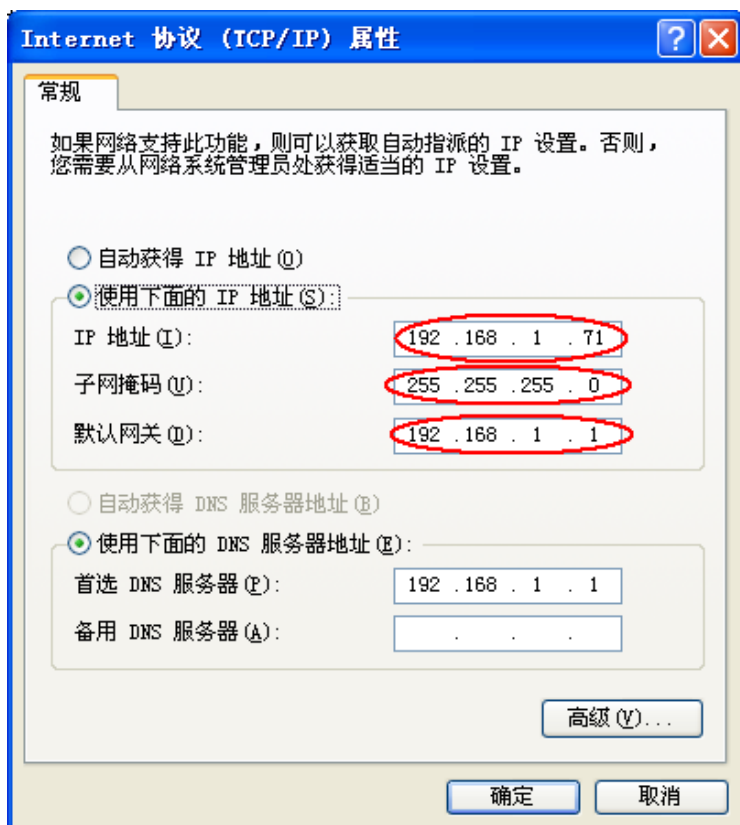 Internet 协议 (TCP/IP) 属性
常规
如果网络支持此功能，则可以获取自动指派的 IP 设置。否则，
您需要从网络系统管理员处获得适当的 IP 设置。
自动获得 IP 地址(O)
使用下面的 IP 地址(S):
IP 地址(I): 192 .168 . 1 . 71
子网掩码(U): 255 .255 .255 . 0
默认网关(D): 192 .168 . 1 . 1
自动获得 DNS 服务器地址(B)
使用下面的 DNS 服务器地址(E):
首选 DNS 服务器(P): 192 .168 . 1 . 1
备用 DNS 服务器(A): . . .
高级(V)...
确定 取消